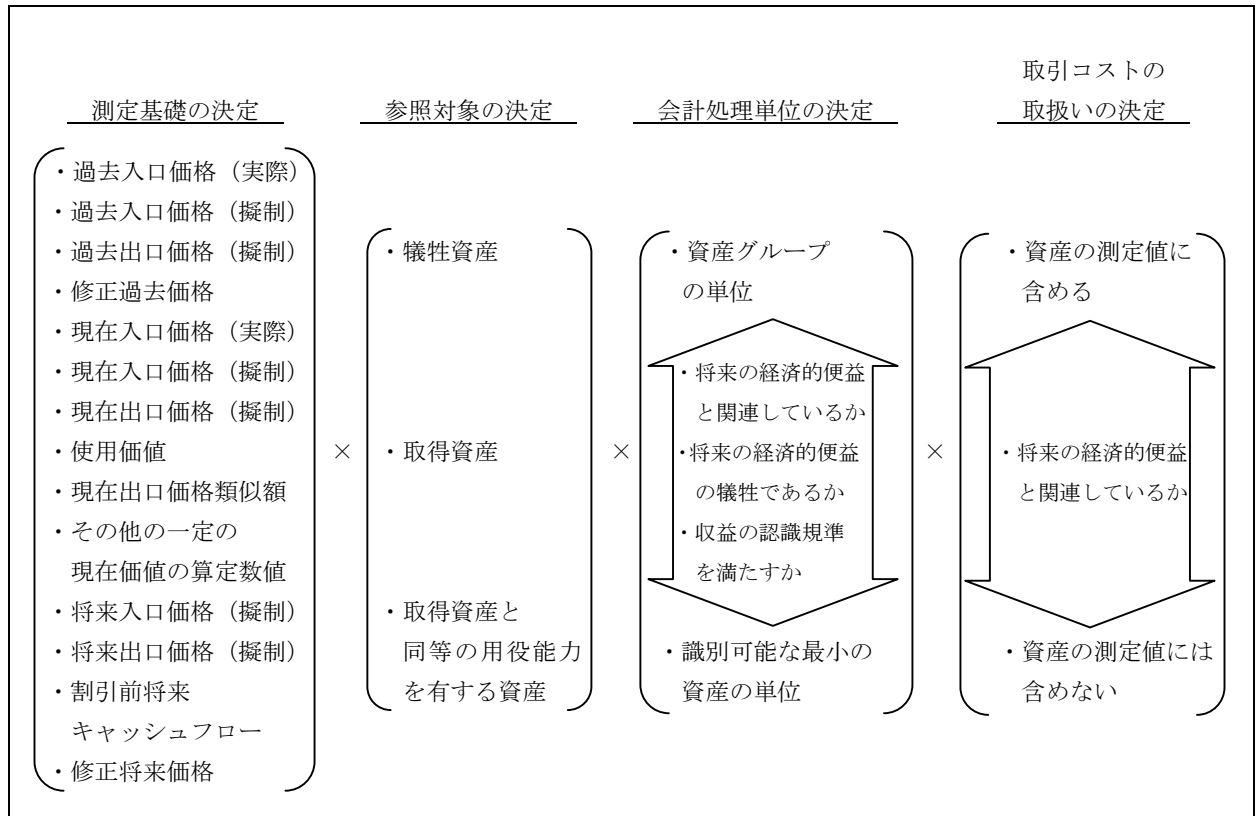 測定基礎の決定
・過去入口価格（実際）
・過去入口価格（擬制）
・過去出口価格（擬制）
・修正過去価格
・現在入口価格（実際）
・現在入口価格（擬制）
・現在出口価格（擬制）
・使用価値
・現在出口価格類似額
・その他の一定の
現在価値の算定数値
・将来入口価格（擬制）
・将来出口価格（擬制）
・割引前将来
キャッシュフロー
・修正将来価格
×
参照対象の決定
・犠牲資産
・取得資産
・取得資産と
同等の用役能力
を有する資産
×
会計処理単位の決定
・資産グループ
の単位
・将来の経済的便益
と関連しているか
・将来の経済的便益
の犠牲であるか
・収益の認識規準
を満たすか
・識別可能な最小の
資産の単位
×
取引コストの
取扱いの決定
・資産の測定値に
含める
・将来の経済的便益
と関連しているか
・資産の測定値には
含めない